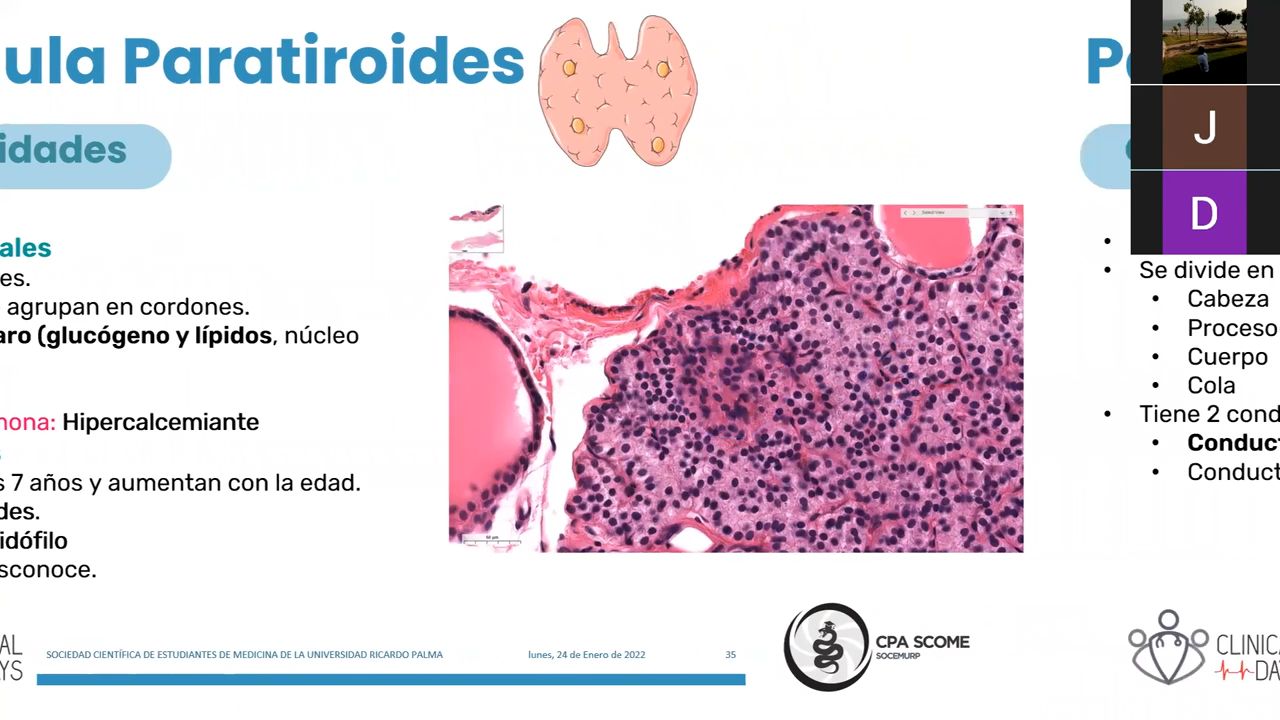 ula Paratiroides
idades
ales
es.
agrupan en cordones.
aro (glucógeno y lípidos, núcleo
mona: Hipercalcemiante
s 7 años y aumentan con la edad.
des.
idófilo
sconoce.
SOCIEDAD CIENTÍFICA DE ESTUDIANTES DE MEDICINA DE LA UNIVERSIDAD RICARDO PALMA
lunes, 24 de Enero de 2022
35
CPA SCOME
SOCEMURP
P
J
D
Se divide en
Cabeza
Proceso
Cuerpo
Cola
Tiene 2 cond
Conduct
Conduct
CLINICA
DAY
AL
YS